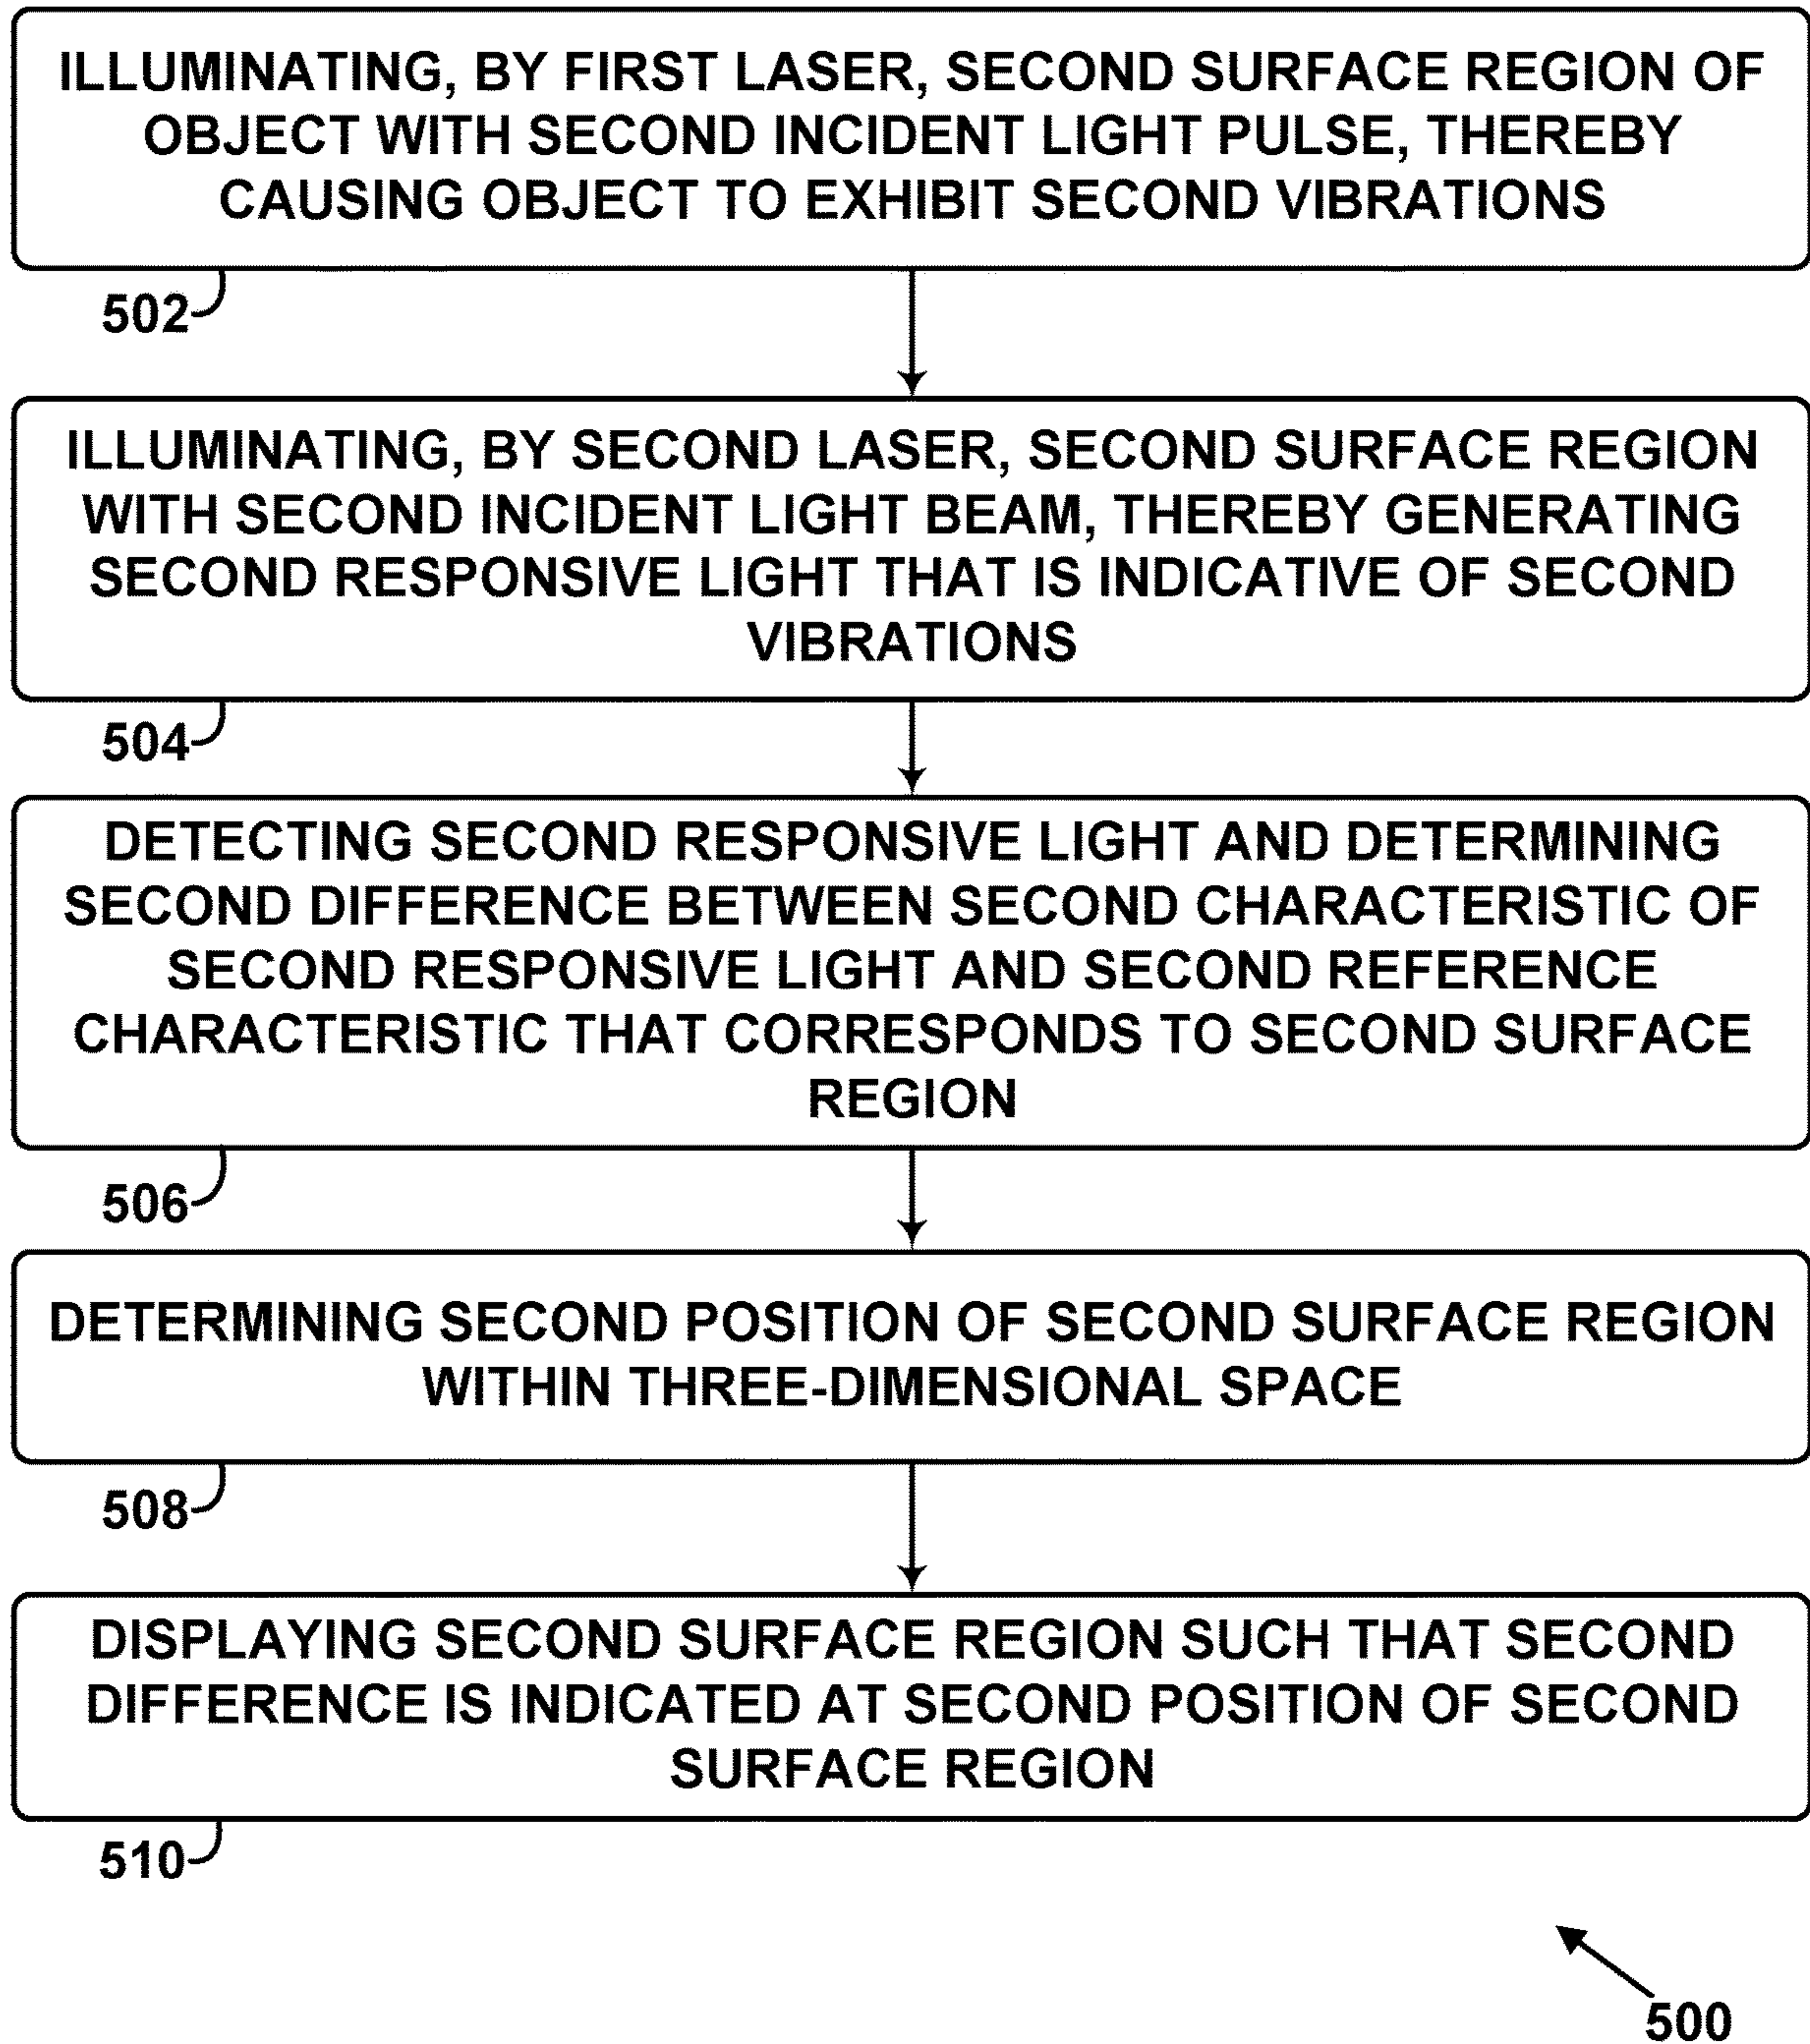 ILLUMINATING, BY FIRST LASER, SECOND SURFACE REGION OF
OBJECT WITH SECOND INCIDENT LIGHT PULSE, THEREBY
CAUSING OBJECT TO EXHIBIT SECOND VIBRATIONS
502
ILLUMINATING, BY SECOND LASER, SECOND SURFACE REGION
WITH SECOND INCIDENT LIGHT BEAM, THEREBY GENERATING
SECOND RESPONSIVE LIGHT THAT IS INDICATIVE OF SECOND
VIBRATIONS
504
DETECTING SECOND RESPONSIVE LIGHT AND DETERMINING
SECOND DIFFERENCE BETWEEN SECOND CHARACTERISTIC OF
SECOND RESPONSIVE LIGHT AND SECOND REFERENCE
CHARACTERISTIC THAT CORRESPONDS TO SECOND SURFACE
REGION
506
DETERMINING SECOND POSITION OF SECOND SURFACE REGION
WITHIN THREE-DIMENSIONAL SPACE
508
DISPLAYING SECOND SURFACE REGION SUCH THAT SECOND
DIFFERENCE IS INDICATED AT SECOND POSITION OF SECOND
SURFACE REGION
510
500